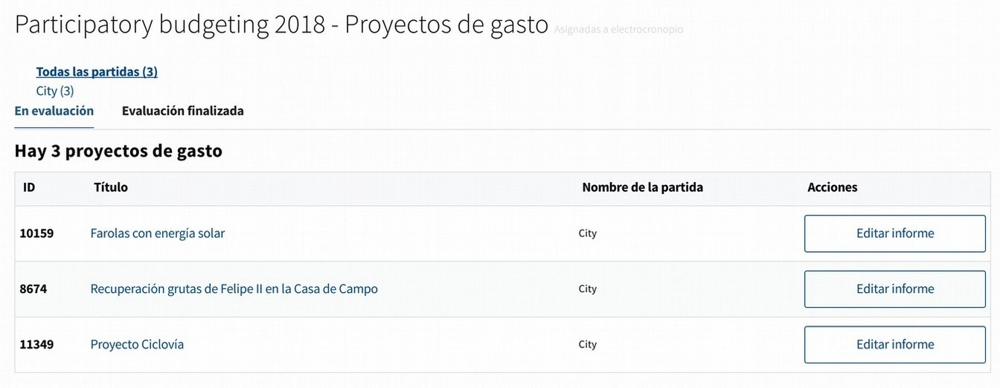 Participatory budgeting 2018 - Proyectos de gasto Asignadas a electrocronopio
Todas las partidas (3)
City (3)
En evaluación Evaluación finalizada
Hay 3 proyectos de gasto
ID Título Nombre de la partida Acciones
10159 Farolas con energía solar City Editar informe
8674 Recuperación grutas de Felipe II en la Casa de Campo City Editar informe
11349 Proyecto Ciclovía City Editar informe